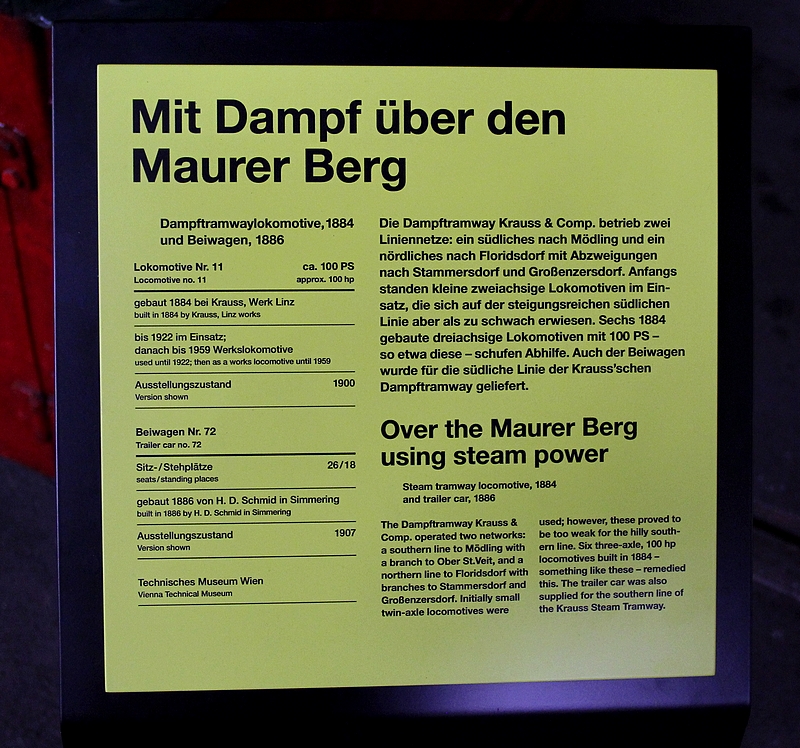 Mit Dampf über den
Maurer Berg
Dampftramwaylokomotive, 1884
und Beiwagen, 1886
Lokomotive Nr. 11 ca. 100 PS
Locomotive no. 11 approx. 100 hp
gebaut 1884 bei Krauss, Werk Linz
built in 1884 by Krauss, Linz works
bis 1922 im Einsatz;
danach bis 1959 Werkslokomotive
used until 1922; then as a works locomotive until 1959
Ausstellungszustand 1900
Version shown
Beiwagen Nr. 72
Trailer car no. 72
Sitz-/Stehplätze 26/18
seats/standing places
gebaut 1886 von H. D. Schmid in Simmering
built in 1886 by H. D. Schmid in Simmering
Ausstellungszustand 1907
Version shown
Technisches Museum Wien
Vienna Technical Museum
Die Dampftramway Krauss & Comp. betrieb zwei
Liniennetze: ein südliches nach Mödling und ein
nördliches nach Floridsdorf mit Abzweigungen
nach Stammersdorf und Großenzersdorf. Anfangs
standen kleine zweiachsige Lokomotiven im Ein-
satz, die sich auf der steigungsreichen südlichen
Linie aber als zu schwach erwiesen. Sechs 1884
gebaute dreiachsige Lokomotiven mit 100 PS –
so etwa diese – schufen Abhilfe. Auch der Beiwagen
wurde für die südliche Linie der Krauss'schen
Dampftramway geliefert.
Over the Maurer Berg
using steam power
Steam tramway locomotive, 1884
and trailer car, 1886
The Dampftramway Krauss &
Comp. operated two networks:
a southern line to Mödling with
a branch to Ober St.Veit, and a
northern line to Floridsdorf with
branches to Stammersdorf and
Großenzersdorf. Initially small
twin-axle locomotives were
used; however, these proved to
be too weak for the hilly south-
ern line. Six three-axle, 100 hp
locomotives built in 1884 –
something like these – remedied
this. The trailer car was also
supplied for the southern line of
the Krauss Steam Tramway.